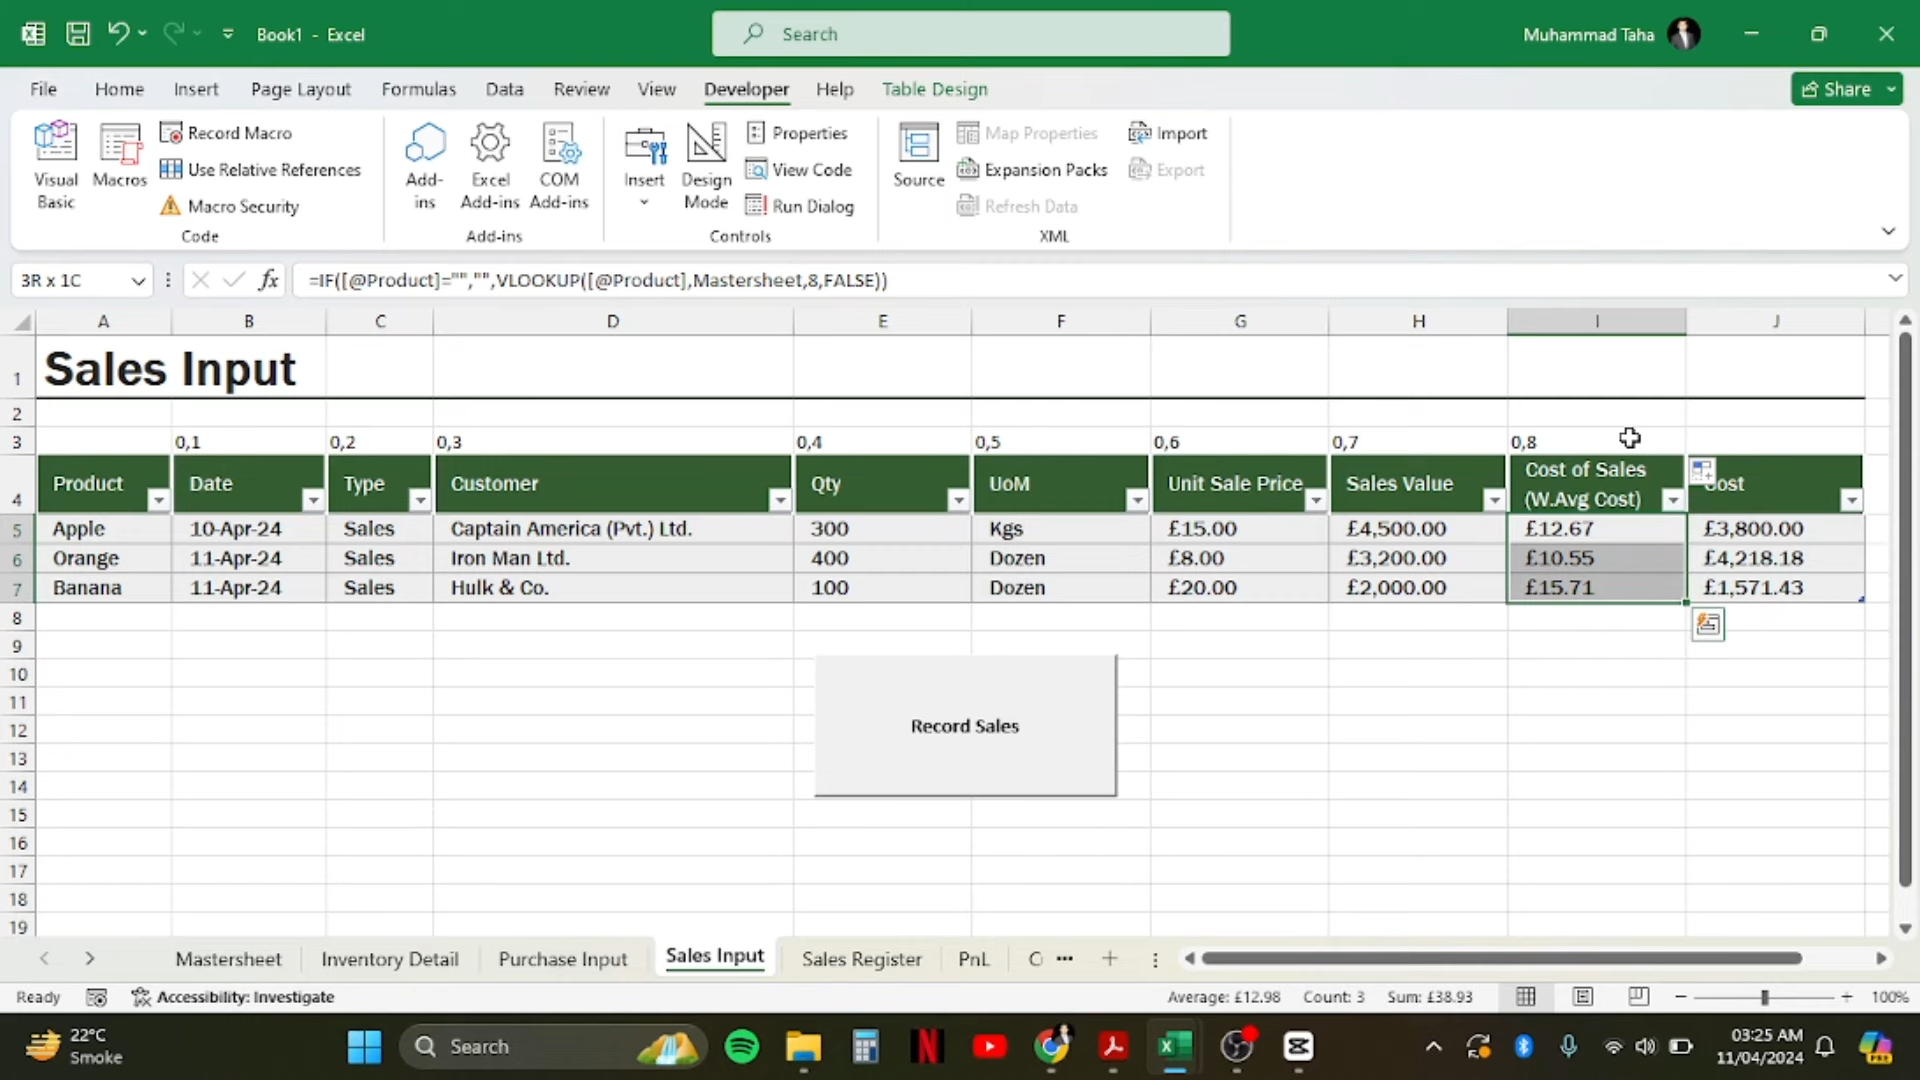 Book1 - Excel
Search
Muhammad Taha
File Home Insert Page Layout Formulas Data Review View Developer Help Table Design
Share
Visual Basic
Macros
Record Macro
Use Relative References
Macro Security
Code
Add-ins
Excel Add-ins
COM Add-ins
Add-ins
Insert
Design Mode
Properties
View Code
Run Dialog
Controls
Source
Map Properties
Expansion Packs
Refresh Data
Import
Export
XML
3R x 1C
fx
=IF([@Product]="","",VLOOKUP([@Product],Mastersheet,8,FALSE))
A B C D E F G H I J
1 Sales Input
2
3 0,1 0,2 0,3 0,4 0,5 0,6 0,7 0,8
4 Product Date Type Customer Qty UoM Unit Sale Price Sales Value Cost of Sales (W.Avg Cost) Cost
5 Apple 10-Apr-24 Sales Captain America (Pvt.) Ltd. 300 Kgs £15.00 £4,500.00 £12.67 £3,800.00
6 Orange 11-Apr-24 Sales Iron Man Ltd. 400 Dozen £8.00 £3,200.00 £10.55 £4,218.18
7 Banana 11-Apr-24 Sales Hulk & Co. 100 Dozen £20.00 £2,000.00 £15.71 £1,571.43
8
9
10
11
12
13
14
15
16
17
18
19
Record Sales
Mastersheet Inventory Detail Purchase Input Sales Input Sales Register PnL
Ready Accessibility: Investigate Average: £12.98 Count: 3 Sum: £38.93 100%
22°C
Smoke
Search
03:25 AM
11/04/2024